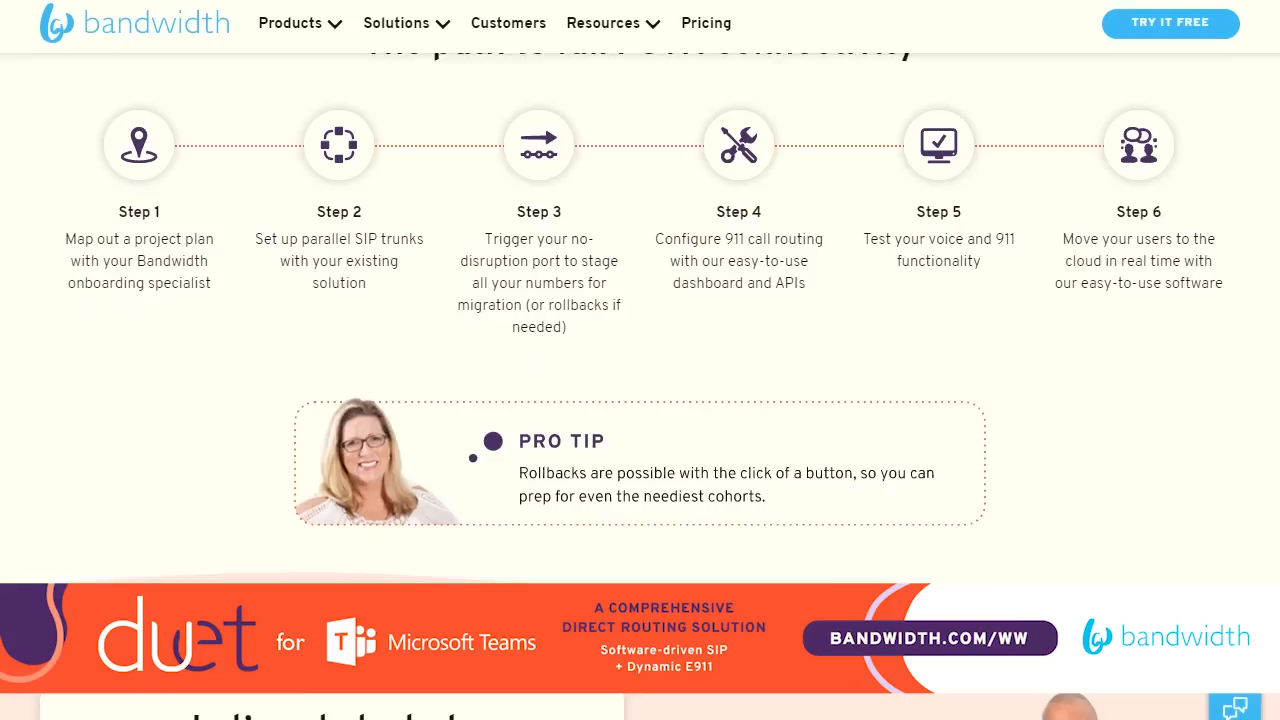 bandwidth
Products
Solutions
Customers
Resources
Pricing
TRY IT FREE
Step 1
Map out a project plan
with your Bandwidth
onboarding specialist
Step 2
Set up parallel SIP trunks
with your existing
solution
Step 3
Trigger your no-
disruption port to stage
all your numbers for
migration (or rollbacks if
needed)
Step 4
Configure 911 call routing
with our easy-to-use
dashboard and APIs
Step 5
Test your voice and 911
functionality
Step 6
Move your users to the
cloud in real time with
our easy-to-use software
PRO TIP
Rollbacks are possible with the click of a button, so you can
prep for even the neediest cohorts.
duet for Microsoft Teams
A COMPREHENSIVE
DIRECT ROUTING SOLUTION
Software-driven SIP
+ Dynamic E911
BANDWIDTH.COM/WW
bandwidth